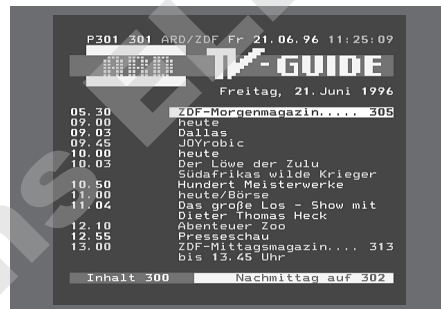 P301 301 ARD/ZDF Fr 21.06.96 11:25:09
TV-GUIDE
Freitag, 21.Juni 1996
05.30 ZDF-Morgenmagazin..... 305
09.00 heute
09.03 Dallas
09.45 JOYrobic
10.00 heute
10.03 Der Löwe der Zulu
Südafrikas wilde Krieger
10.50 Hundert Meisterwerke
11.00 heute/Börse
11.04 Das große Los - Show mit
Dieter Thomas Heck
12.10 Abenteuer Zoo
12.55 Presseschau
13.00 ZDF-Mittagsmagazin.... 313
bis 13.45 Uhr
Inhalt 300 Nachmittag auf 302